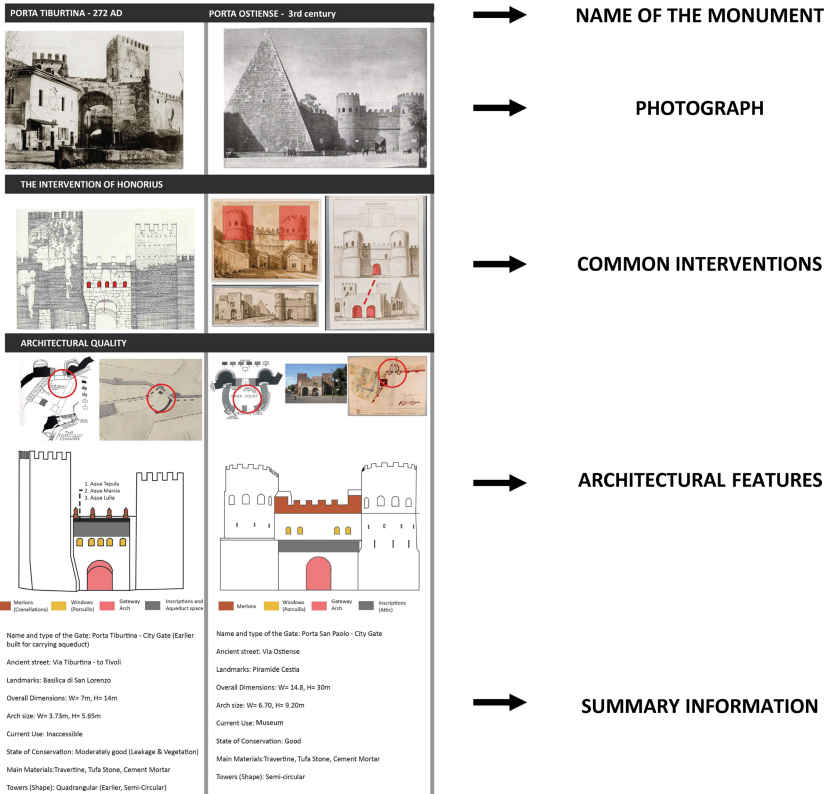 PORTA TIBURTINA - 272 AD
PORTA OSTIENSE - 3rd century
NAME OF THE MONUMENT
PHOTOGRAPH
THE INTERVENTION OF HONORIUS
COMMON INTERVENTIONS
ARCHITECTURAL QUALITY
THE
PORTCULLIS
CHAMBER
INNER COURT
1. Aqua Tepula
2. Aqua Marcia
3. Aqua Lulia
ARCHITECTURAL FEATURES
Merlons
(Crenellations)
Windows
(Porcullis)
Gateway
Arch
Inscriptions and
Aqueduct space
Merlons
Windows
(Porcullis)
Gateway
Arch
Inscriptions
(Attic)
Name and type of the Gate: Porta Tiburtina - City Gate (Earlier
built for carrying aqueduct)
Ancient street: Via Tiburtina - to Tivoli
Landmarks: Basilica di San Lorenzo
Overall Dimensions: W= 7m, H= 14m
Arch size: W= 3.73m, H= 5.65m
Current Use: Inaccessible
State of Conservation: Moderately good (Leakage & Vegetation)
Main Materials:Travertine, Tufa Stone, Cement Mortar
Towers (Shape): Quadrangular (Earlier, Semi-Circular)
Name and type of the Gate: Porta San Paolo - City Gate
Ancient street: Via Ostiense
Landmarks: Piramide Cestia
Overall Dimensions: W= 14.8, H= 30m
Arch size: W= 6.70, H= 9.20m
Current Use: Museum
State of Conservation: Good
Main Materials:Travertine, Tufa Stone, Cement Mortar
Towers (Shape): Semi-circular
SUMMARY INFORMATION